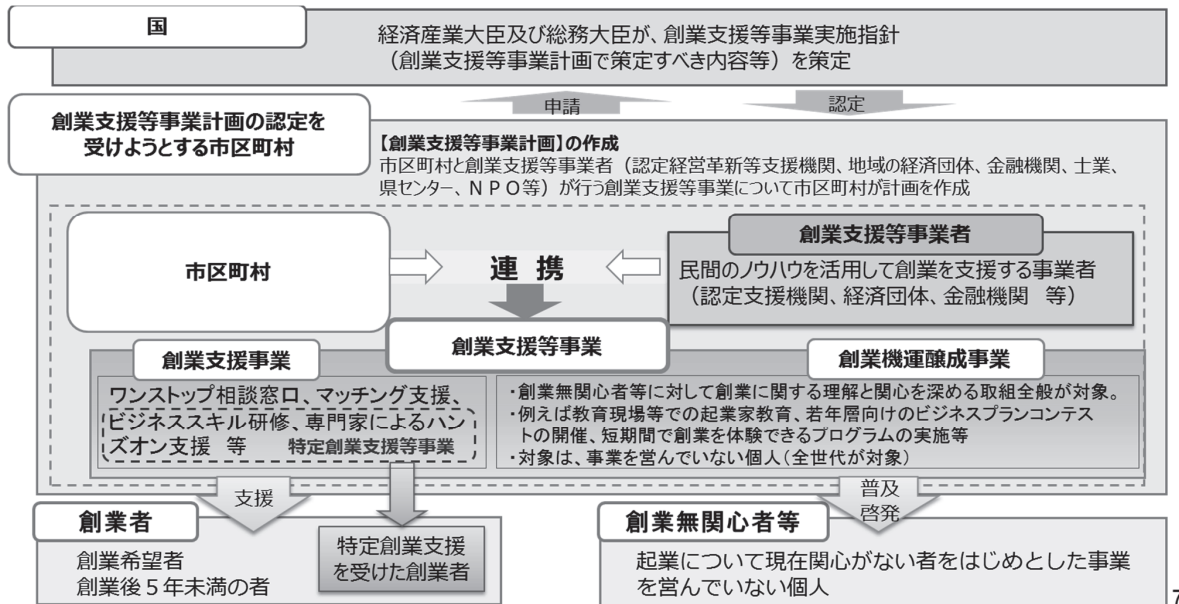 国
経済産業大臣及び総務大臣が、創業支援等事業実施指針
（創業支援等事業計画で策定すべき内容等）を策定
申請
認定
創業支援等事業計画の認定を
受けようとする市区町村
【創業支援等事業計画】の作成
市区町村と創業支援等事業者（認定経営革新等支援機関、地域の経済団体、金融機関、士業、
県センター、ＮＰＯ等）が行う創業支援等事業について市区町村が計画を作成
市区町村
連 携
創業支援等事業者
民間のノウハウを活用して創業を支援する事業者
（認定支援機関、経済団体、金融機関　等）
創業支援等事業
創業支援事業
ワンストップ相談窓口、マッチング支援、
ビジネススキル研修、専門家によるハン
ズオン支援　等　特定創業支援等事業
創業機運醸成事業
・創業無関心者等に対して創業に関する理解と関心を深める取組全般が対象。
・例えば教育現場等での起業家教育、若年層向けのビジネスプランコンテス
トの開催、短期間で創業を体験できるプログラムの実施等
・対象は、事業を営んでいない個人（全世代が対象）
支援
普及
啓発
創業者
創業希望者
創業後５年未満の者
特定創業支援
を受けた創業者
創業無関心者等
起業について現在関心がない者をはじめとした事業
を営んでいない個人
7